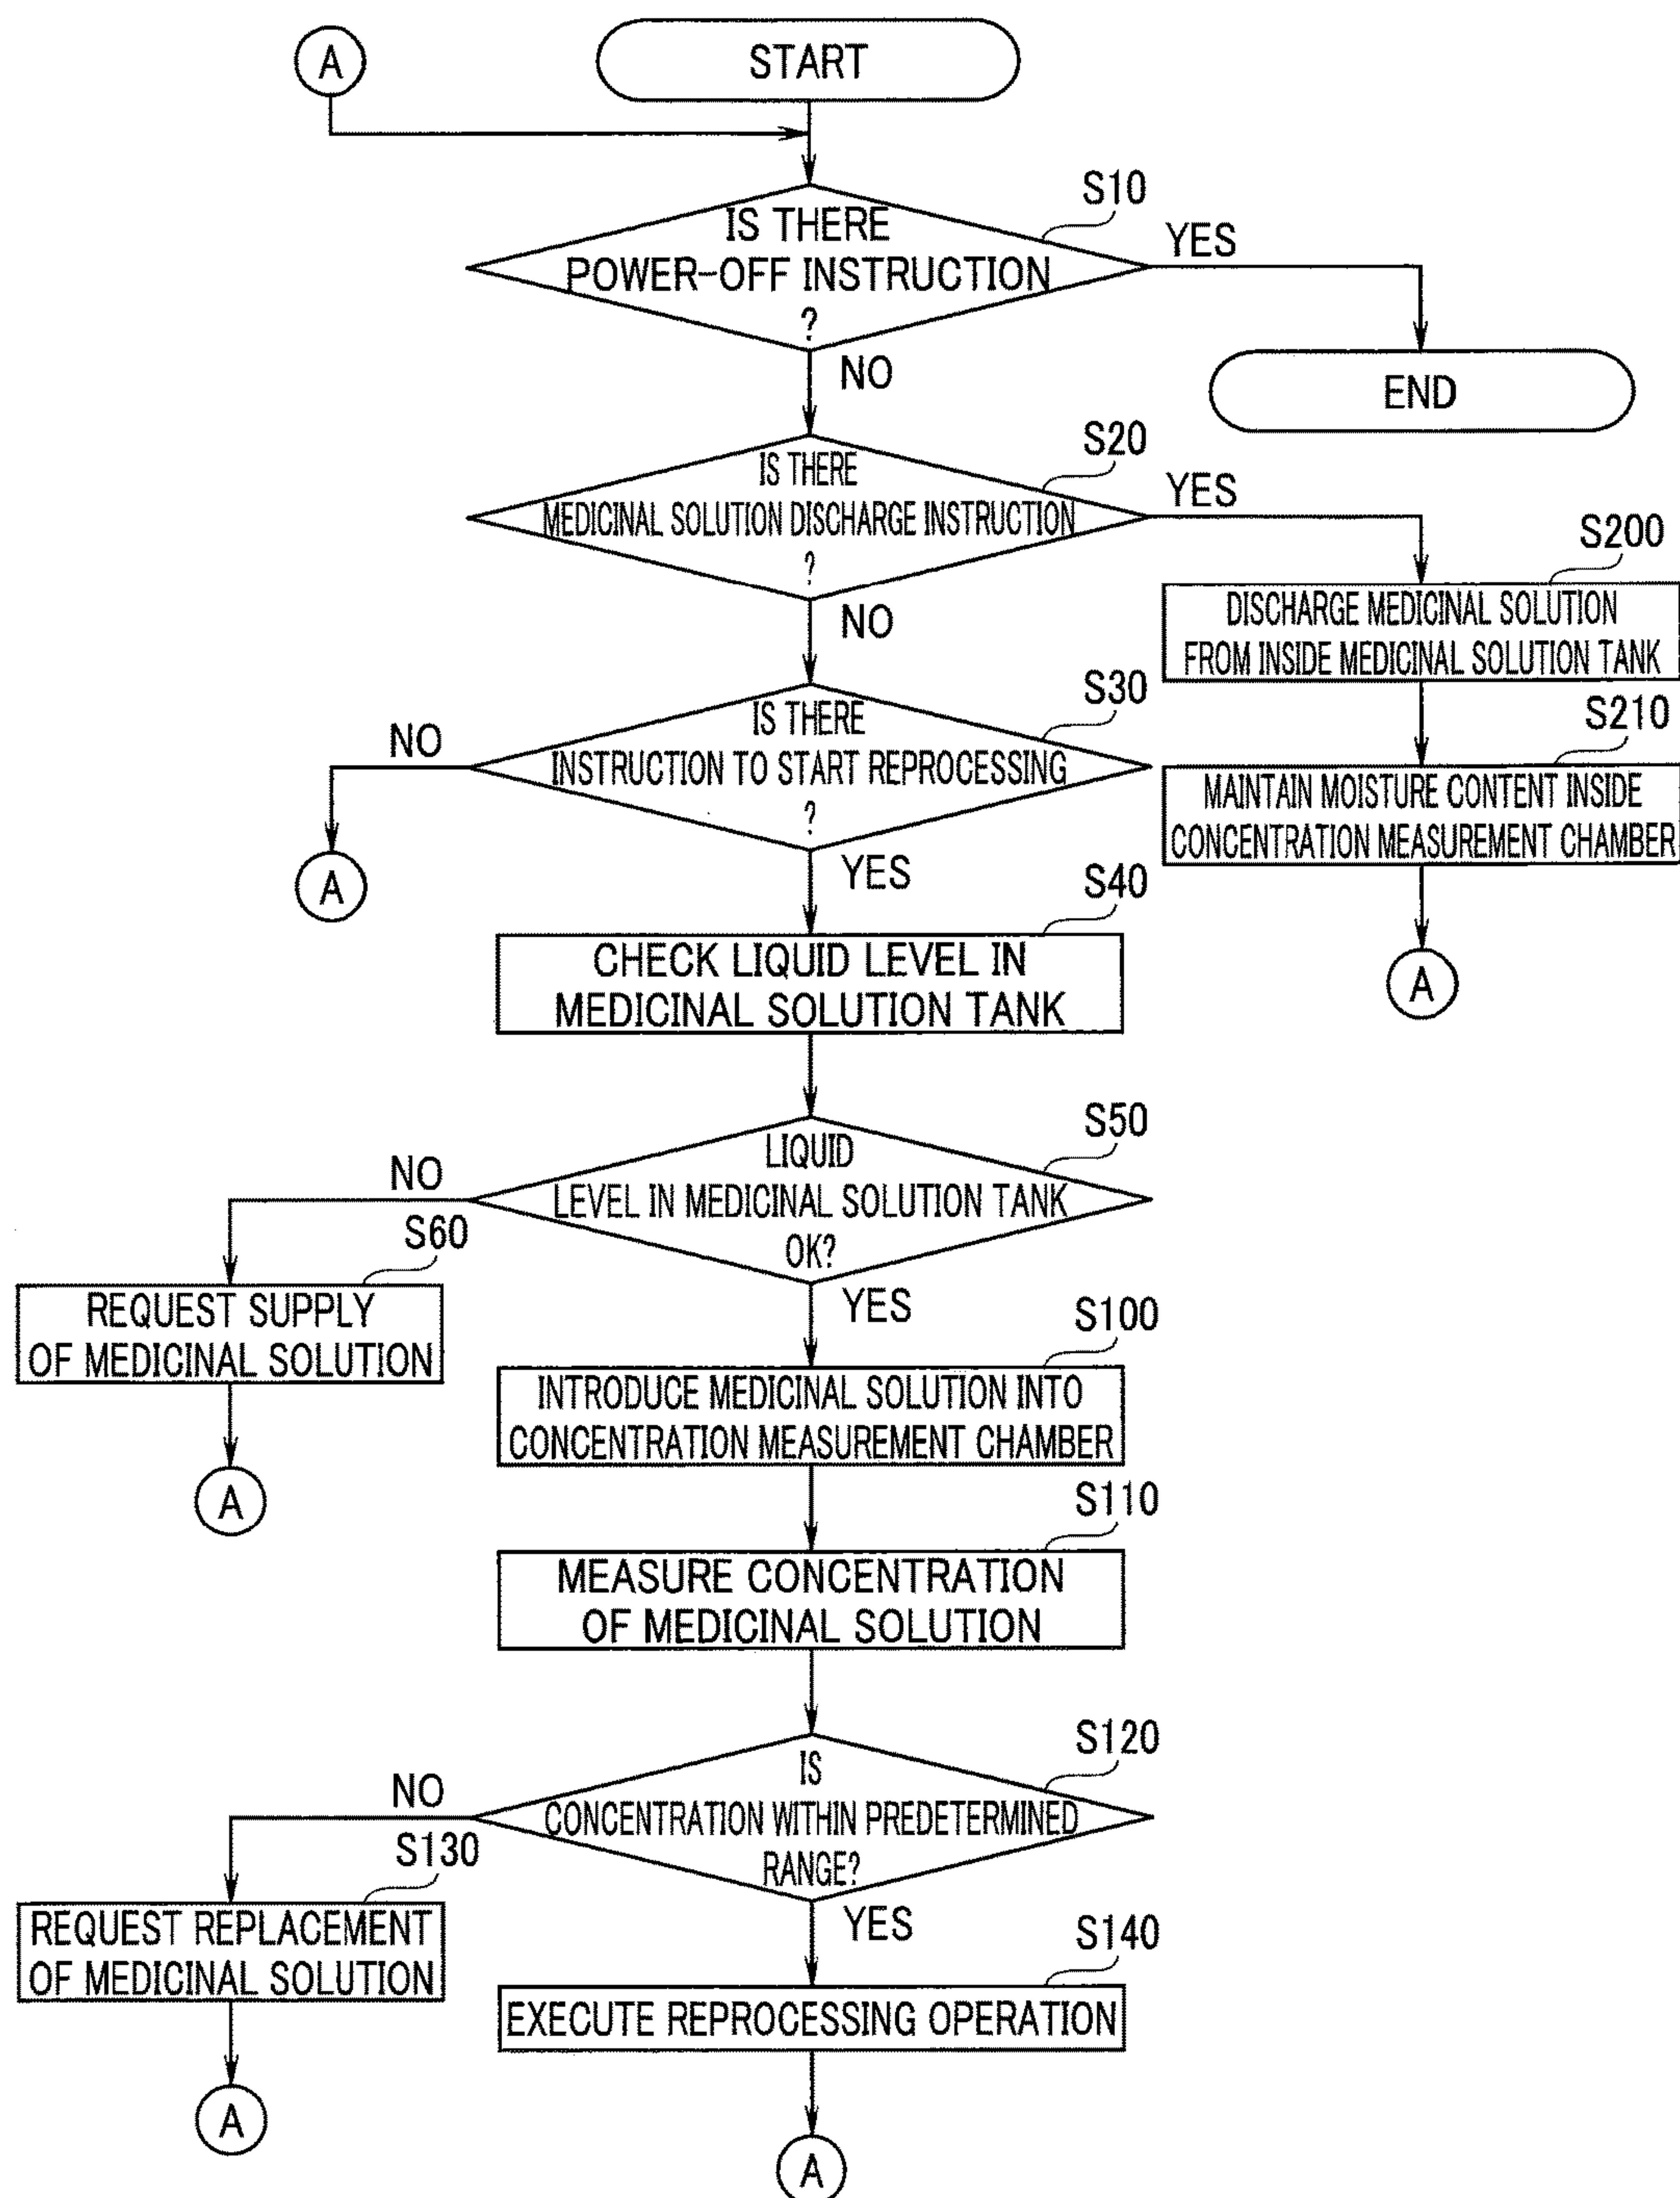 A
START
S10
IS THERE
POWER-OFF INSTRUCTION
?
YES
NO
END
S20
IS THERE
MEDICINAL SOLUTION DISCHARGE INSTRUCTION
?
YES
NO
S200
DISCHARGE MEDICINAL SOLUTION
FROM INSIDE MEDICINAL SOLUTION TANK
S210
MAINTAIN MOISTURE CONTENT INSIDE
CONCENTRATION MEASUREMENT CHAMBER
A
S30
IS THERE
INSTRUCTION TO START REPROCESSING
?
NO
A
YES
S40
CHECK LIQUID LEVEL IN
MEDICINAL SOLUTION TANK
S50
LIQUID
LEVEL IN MEDICINAL SOLUTION TANK
OK?
NO
S60
REQUEST SUPPLY
OF MEDICINAL SOLUTION
A
YES
S100
INTRODUCE MEDICINAL SOLUTION INTO
CONCENTRATION MEASUREMENT CHAMBER
S110
MEASURE CONCENTRATION
OF MEDICINAL SOLUTION
S120
IS
CONCENTRATION WITHIN PREDETERMINED
RANGE?
NO
S130
REQUEST REPLACEMENT
OF MEDICINAL SOLUTION
A
YES
S140
EXECUTE REPROCESSING OPERATION
A